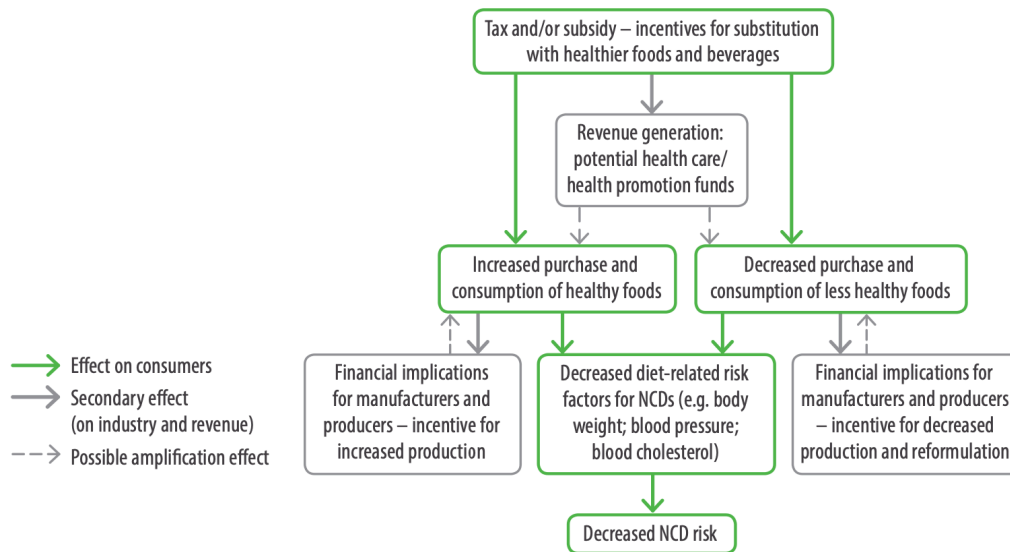 Tax and/or subsidy – incentives for substitution
with healthier foods and beverages
Revenue generation:
potential health care/
health promotion funds
Increased purchase and
consumption of healthy foods
Decreased purchase and
consumption of less healthy foods
Effect on consumers
Secondary effect
(on industry and revenue)
Possible amplification effect
Financial implications
for manufacturers and
producers – incentive for
increased production
Decreased diet-related risk
factors for NCDs (e.g. body
weight; blood pressure;
blood cholesterol)
Financial implications for
manufacturers and producers
– incentive for decreased
production and reformulation
Decreased NCD risk